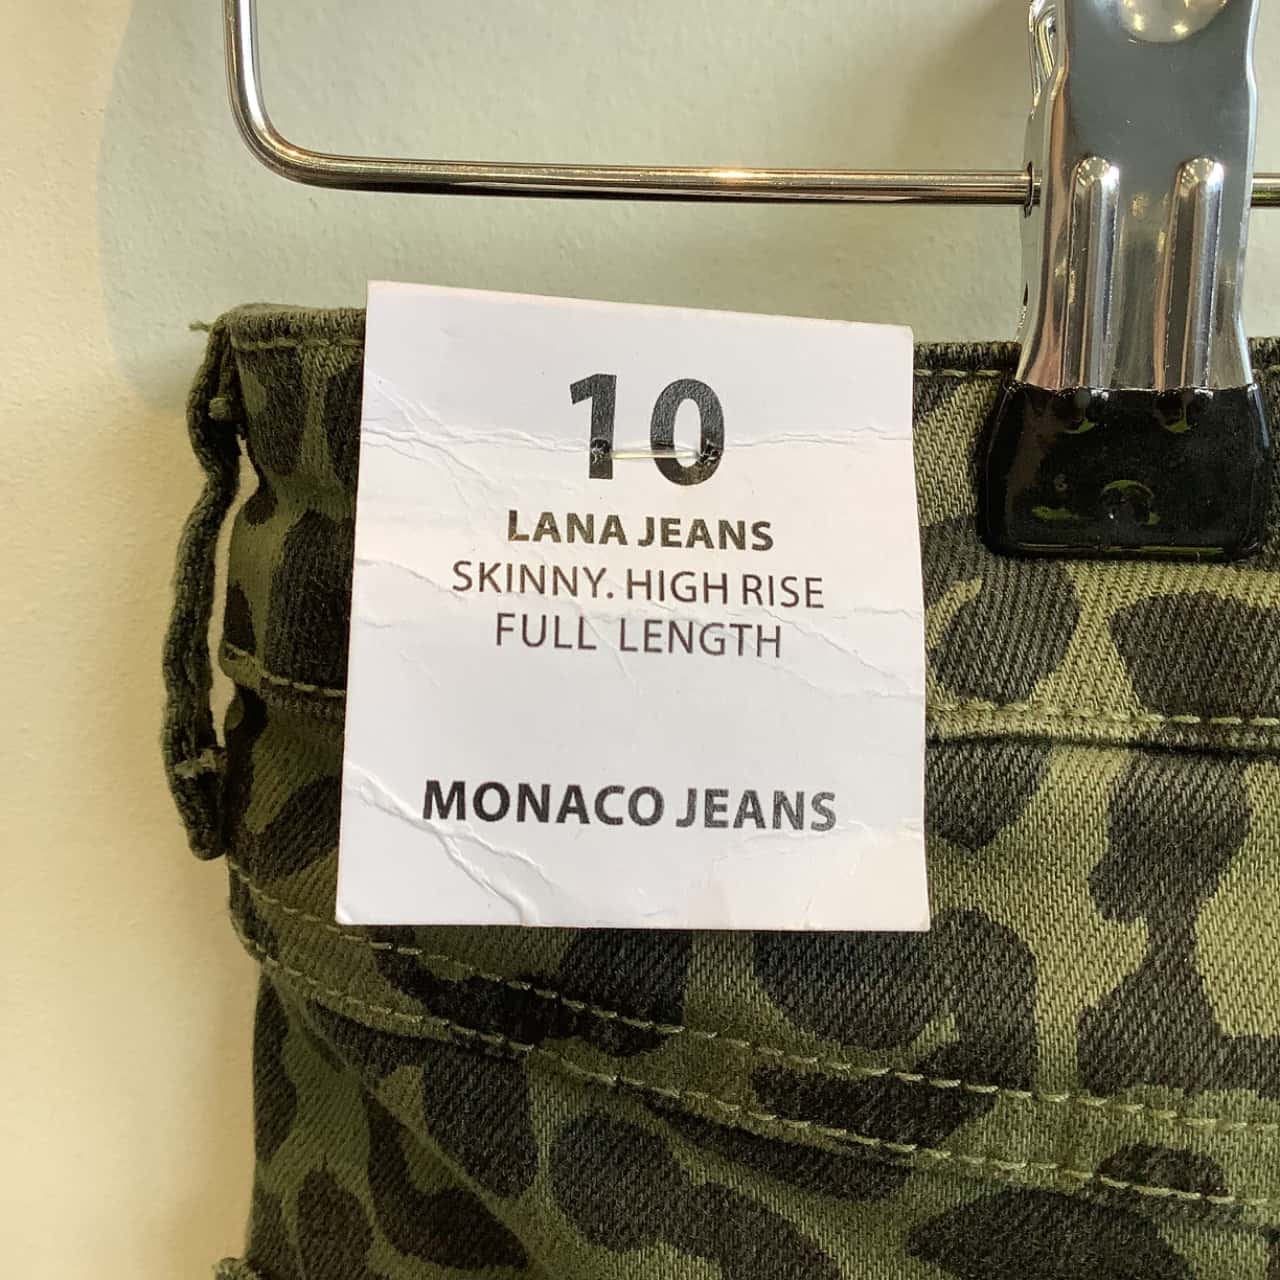 10
LANA JEANS
SKINNY. HIGH RISE
FULL LENGTH
MONACO JEANS